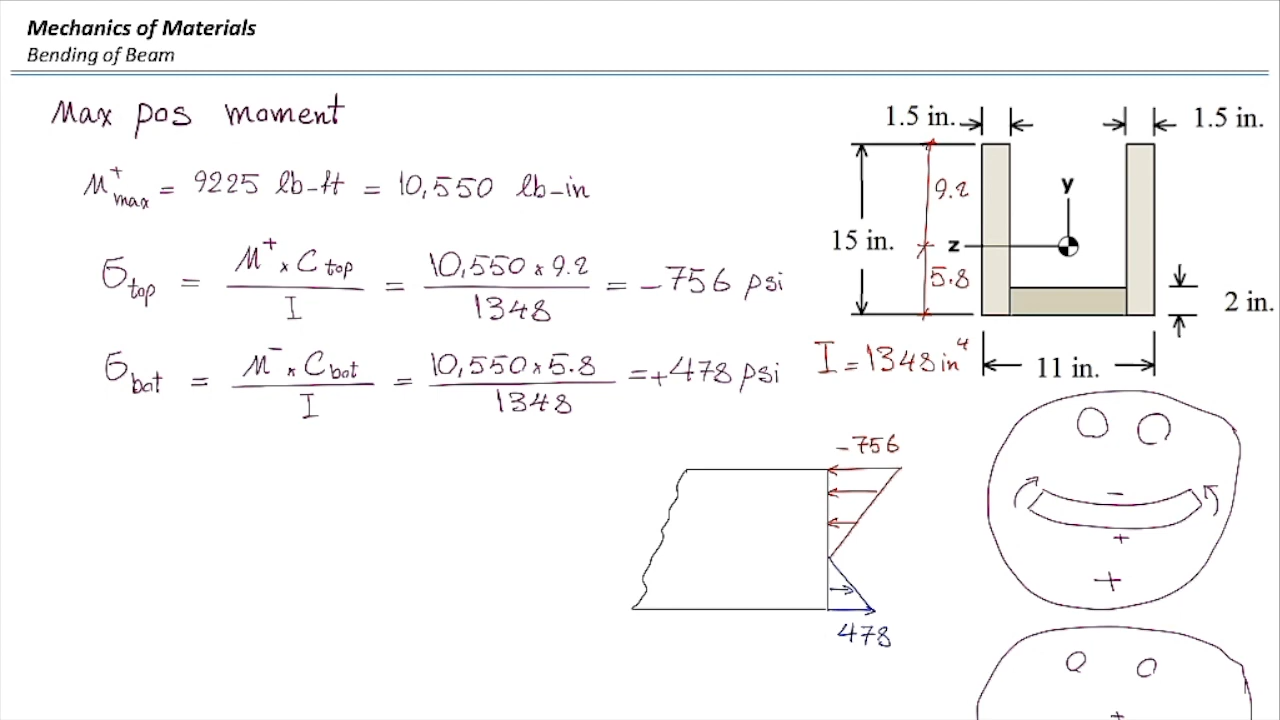 Mechanics of Materials
Bending of Beam
Max pos moment
M⁺max = 9225 lb-ft = 10,550 lb-in
σtop = M⁺ × Ctop / I = 10,550 × 9.2 / 1348 = -756 psi
σbot = M⁻ × Cbot / I = 10,550 × 5.8 / 1348 = +478 psi
1.5 in. 1.5 in.
9.2
y
15 in. z
5.8
2 in.
I = 1348 in⁴
11 in.
-756
478
-
+
+
+